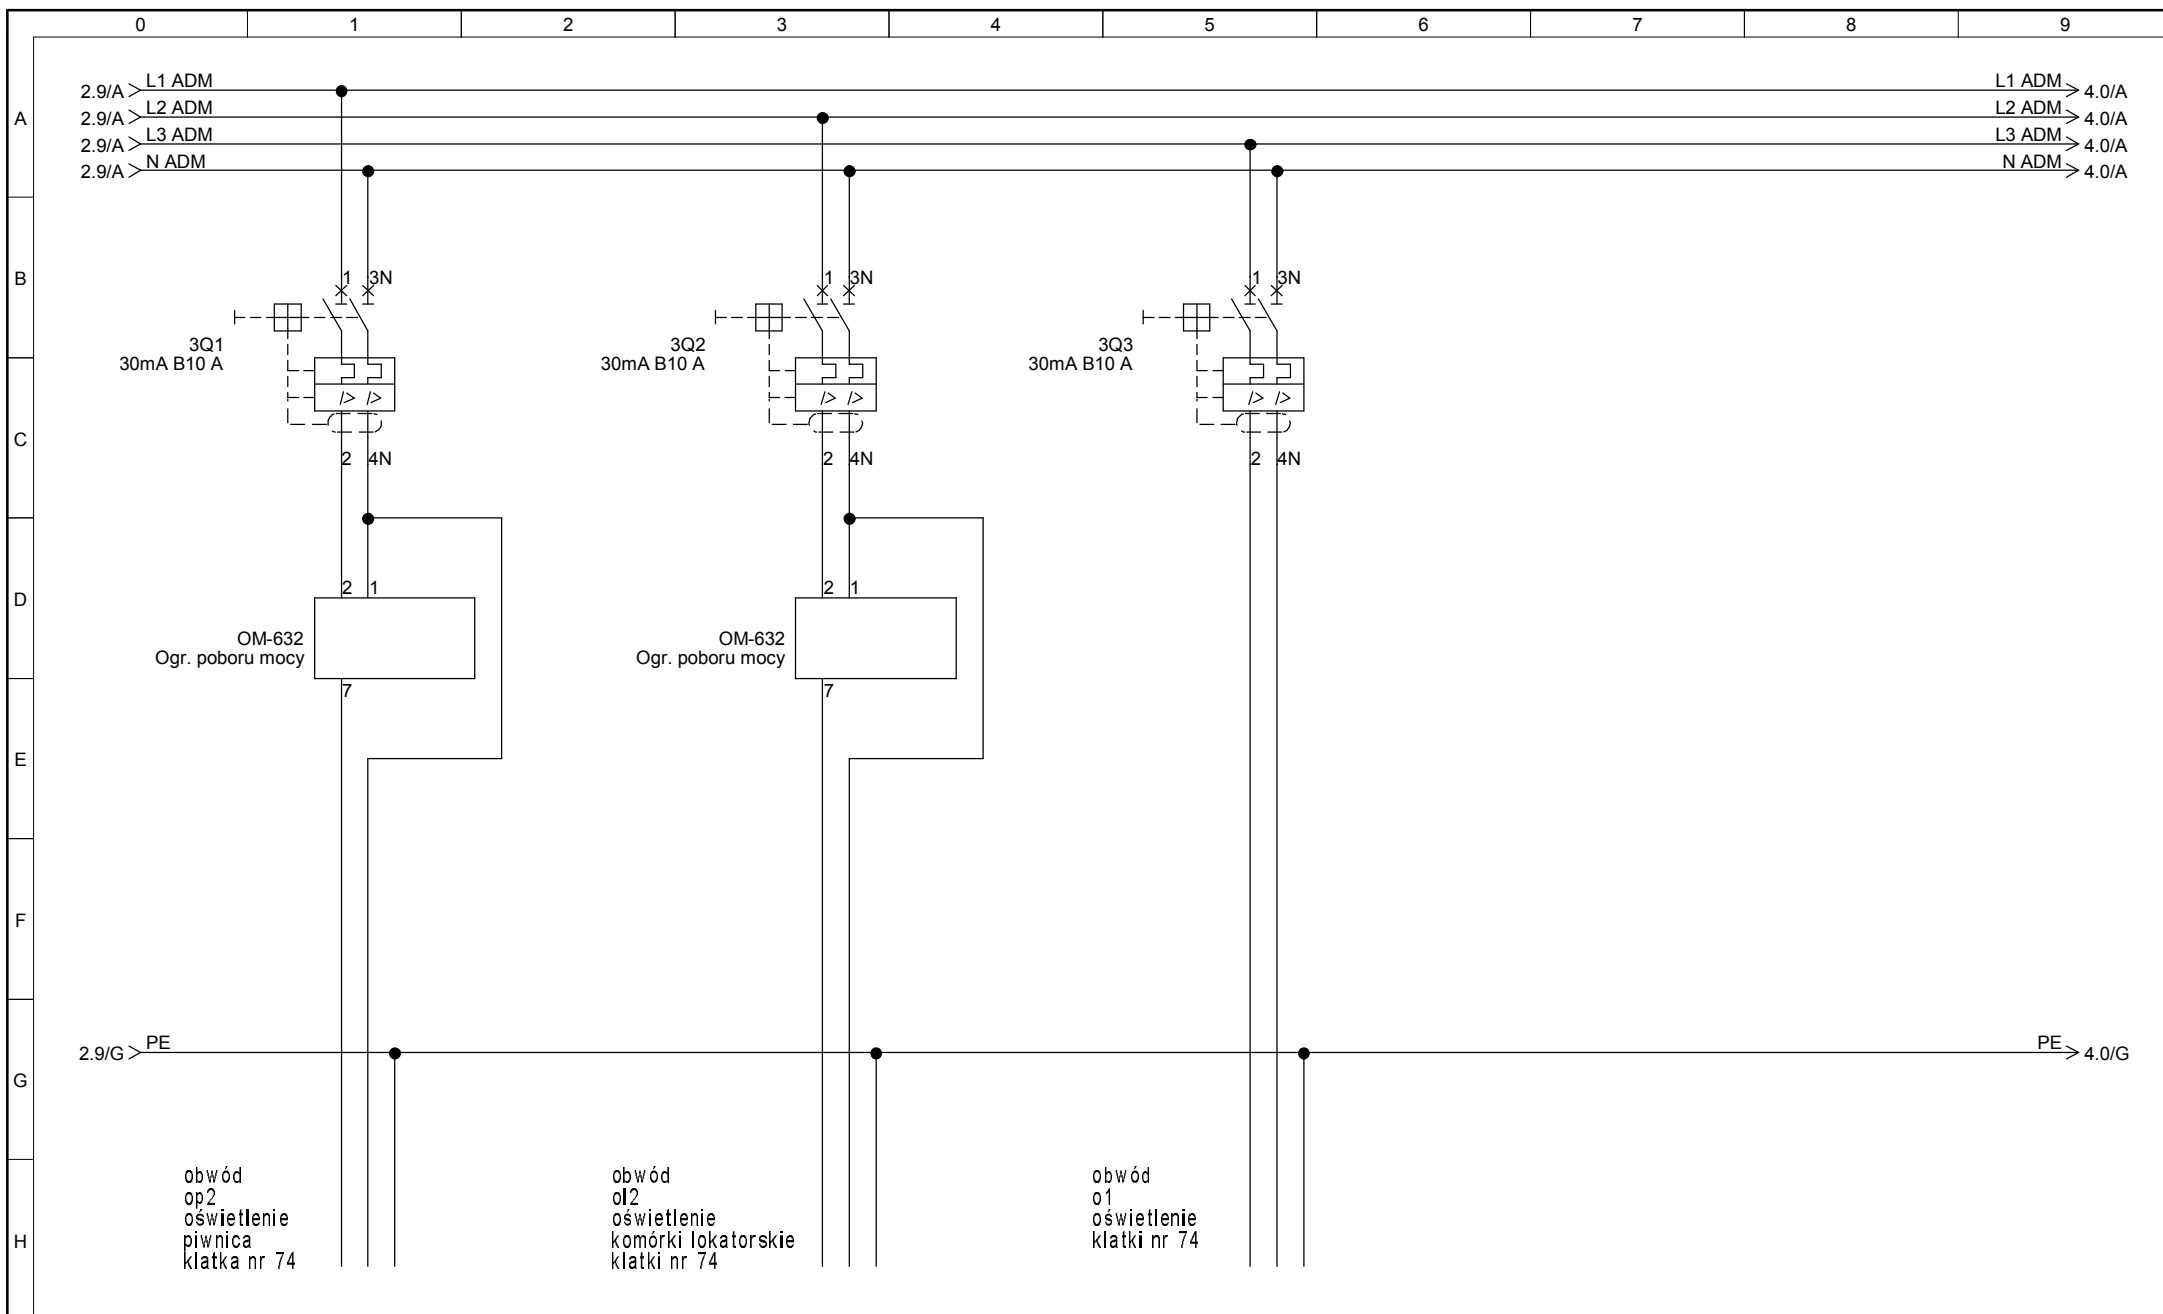 0 1 2 3 4 5 6 7 8 9
A
2.9/A L1 ADM L1 ADM 4.0/A
2.9/A L2 ADM L2 ADM 4.0/A
2.9/A L3 ADM L3 ADM 4.0/A
2.9/A N ADM N ADM 4.0/A
B
1 3N 1 3N 1 3N
3Q1
30mA B10 A
3Q2
30mA B10 A
3Q3
30mA B10 A
I> I> I> I> I> I>
C
2 4N 2 4N 2 4N
D
2 1 2 1
OM-632
Ogr. poboru mocy
OM-632
Ogr. poboru mocy
7 7
E
F
2.9/G PE PE 4.0/G
G
H
obwód
op2
oświetlenie
piwnica
klatka nr 74
obwód
ol2
oświetlenie
komórki lokatorskie
klatki nr 74
obwód
o1
oświetlenie
klatki nr 74